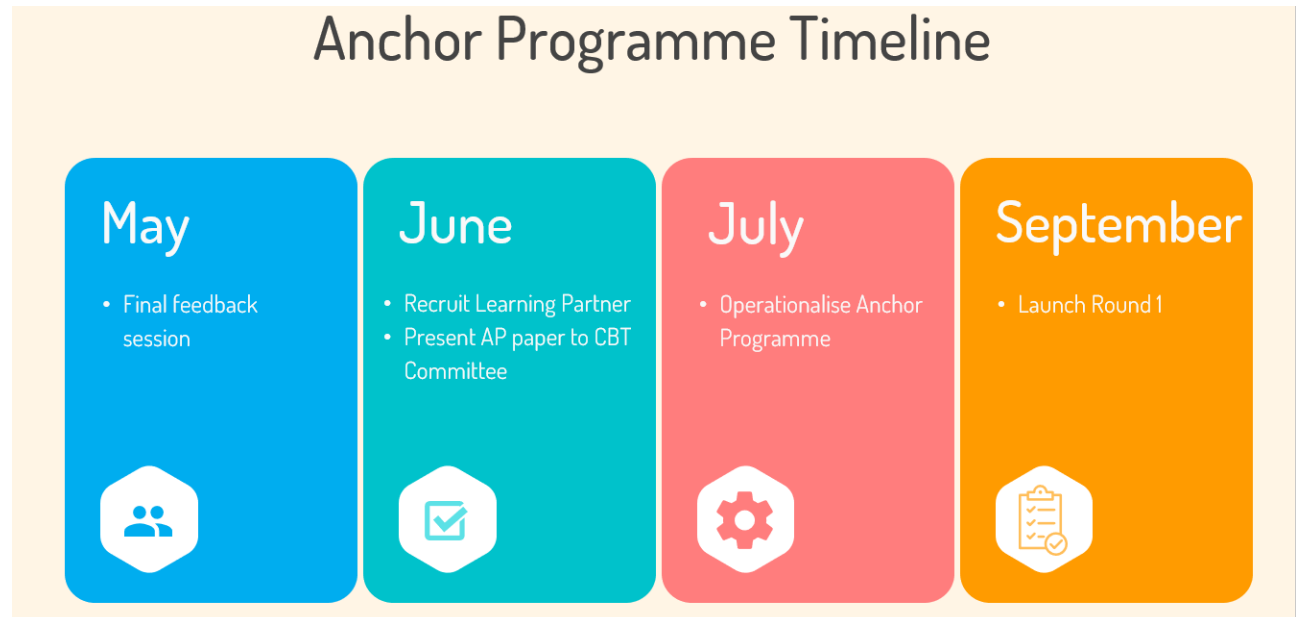 Anchor Programme Timeline
May
• Final feedback
session
June
• Recruit Learning Partner
• Present AP paper to CBT
Committee
July
• Operationalise Anchor
Programme
September
• Launch Round 1